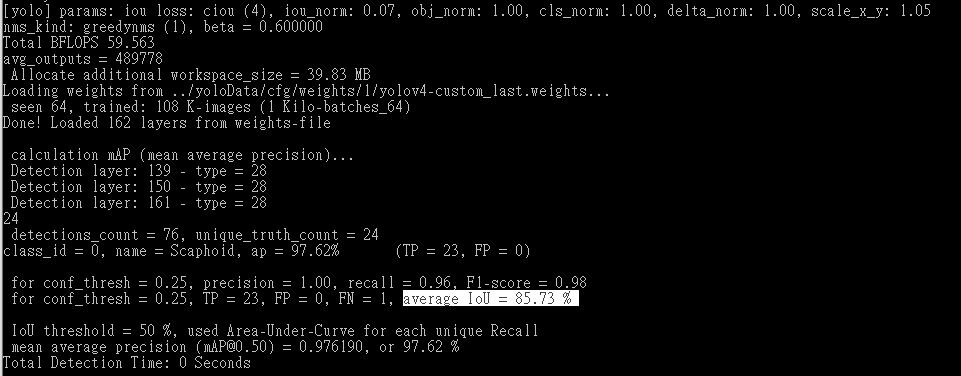 [yolo] params: iou loss: ciou (4), iou_norm: 0.07, obj_norm: 1.00, cls_norm: 1.00, delta_norm: 1.00, scale_x_y: 1.05
nms_kind: greedynms (1), beta = 0.600000
Total BFLOPS 59.563
avg_outputs = 489778
Allocate additional workspace_size = 39.83 MB
Loading weights from ../yoloData/cfg/weights/1/yolov4-custom_last.weights...
seen 64, trained: 108 K-images (1 Kilo-batches_64)
Done! Loaded 162 layers from weights-file
calculation mAP (mean average precision)...
Detection layer: 139 - type = 28
Detection layer: 150 - type = 28
Detection layer: 161 - type = 28
24
detections_count = 76, unique_truth_count = 24
class_id = 0, name = Scaphoid, ap = 97.62% (TP = 23, FP = 0)
for conf_thresh = 0.25, precision = 1.00, recall = 0.96, F1-score = 0.98
for conf_thresh = 0.25, TP = 23, FP = 0, FN = 1, average IoU = 85.73 %
IoU threshold = 50 %, used Area-Under-Curve for each unique Recall
mean average precision (mAP@0.50) = 0.976190, or 97.62 %
Total Detection Time: 0 Seconds